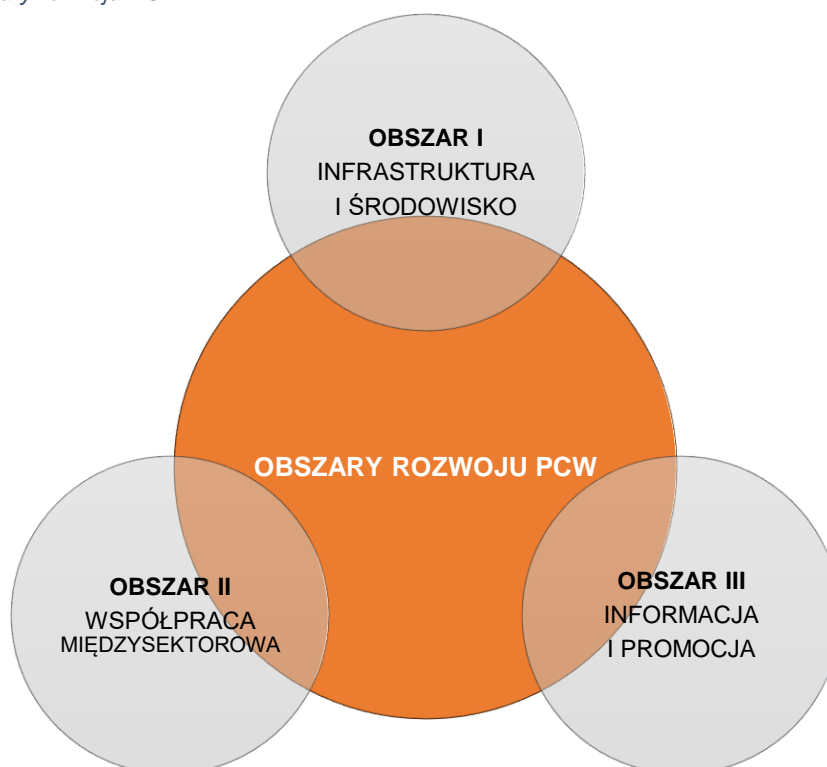 OBSZAR I
INFRASTRUKTURA
I ŚRODOWISKO
OBSZARY ROZWOJU PCW
OBSZAR II
WSPÓŁPRACA
MIĘDZYSEKTOROWA
OBSZAR III
INFORMACJA
I PROMOCJA